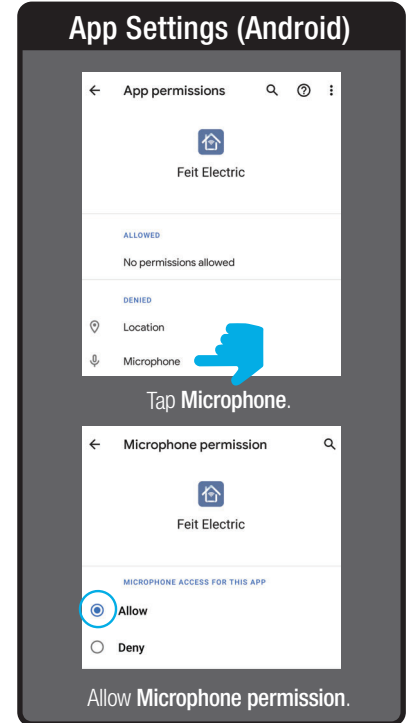 App Settings (Android)
App permissions
Feit Electric
ALLOWED
No permissions allowed
DENIED
Location
Microphone
Tap Microphone.
Microphone permission
Feit Electric
MICROPHONE ACCESS FOR THIS APP
Allow
Deny
Allow Microphone permission.